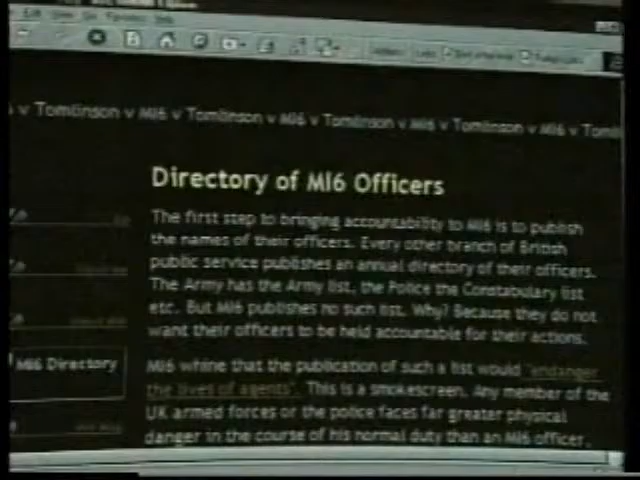 v Tomlinson v MI6 v Tomlinson v MI6 v Tomlinson v MI6 v Tomlinson v MI6 v
Directory of MI6 Officers
The first step to bringing accountability to MI6 is to publish
the names of their officers. Every other branch of British
public service publishes an annual directory of their officers.
The Army has the Army list, the Police the Constabulary list
etc. But MI6 publishes no such list. Why? Because they do not
want their officers to be held accountable for their actions.
MI6 Directory
MI6 whine that the publication of such a list would 'endanger
the lives of agents'. This is a smokescreen. Any member of the
UK armed forces or the police faces far greater physical
danger in the course of his normal duty than an MI6 officer.